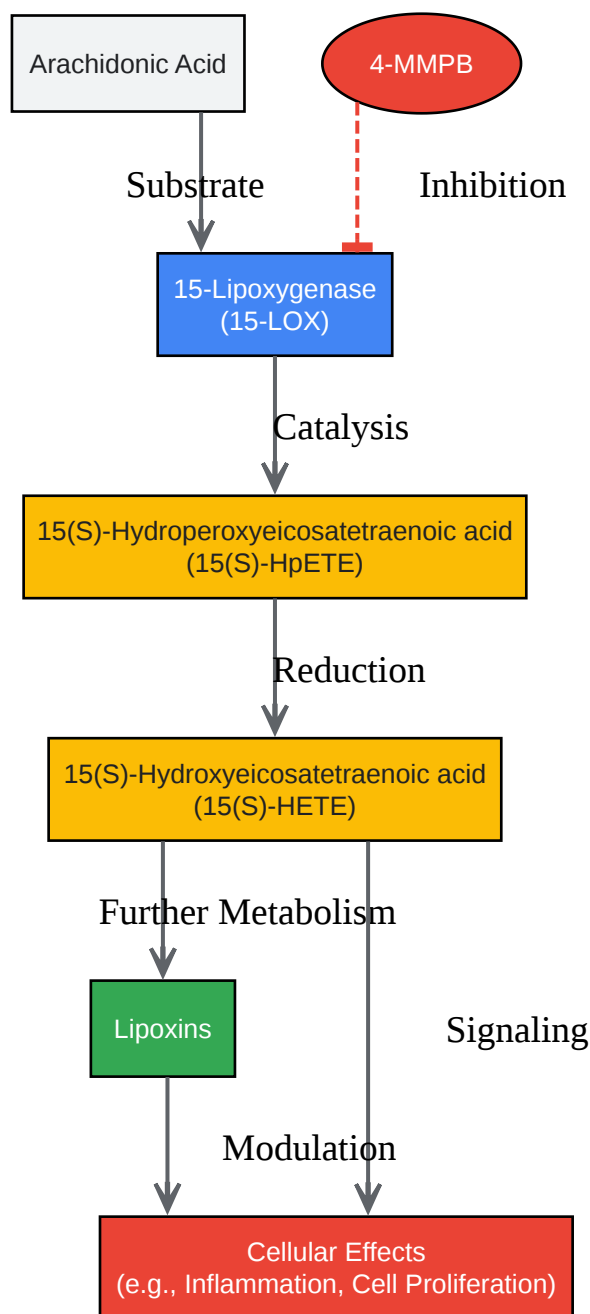 Arachidonic Acid
4-MMPB
Substrate
Inhibition
15-Lipoxygenase
(15-LOX)
Catalysis
15(S)-Hydroperoxyeicosatetraenoic acid
(15(S)-HpETE)
Reduction
15(S)-Hydroxyeicosatetraenoic acid
(15(S)-HETE)
Further Metabolism
Lipoxins
Signaling
Modulation
Cellular Effects
(e.g., Inflammation, Cell Proliferation)